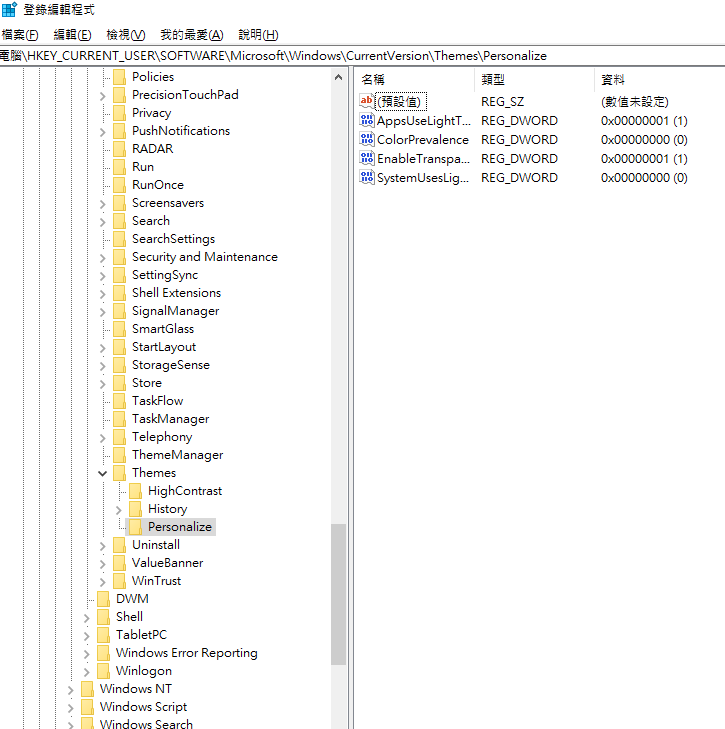 登錄編輯程式
檔案(F) 編輯(E) 檢視(V) 我的最愛(A) 說明(H)
電腦\HKEY_CURRENT_USER\SOFTWARE\Microsoft\Windows\CurrentVersion\Themes\Personalize
Policies
PrecisionTouchPad
Privacy
PushNotifications
RADAR
Run
RunOnce
Screensavers
Search
SearchSettings
Security and Maintenance
SettingSync
Shell Extensions
SignalManager
SmartGlass
StartLayout
StorageSense
Store
TaskFlow
TaskManager
Telephony
ThemeManager
Themes
HighContrast
History
Personalize
Uninstall
ValueBanner
WinTrust
DWM
Shell
TabletPC
Windows Error Reporting
Winlogon
Windows NT
Windows Script
Windows Search
名稱 類型 資料
(預設值) REG_SZ (數值未設定)
AppsUseLightT... REG_DWORD 0x00000001 (1)
ColorPrevalence REG_DWORD 0x00000000 (0)
EnableTranspa... REG_DWORD 0x00000001 (1)
SystemUsesLig... REG_DWORD 0x00000000 (0)